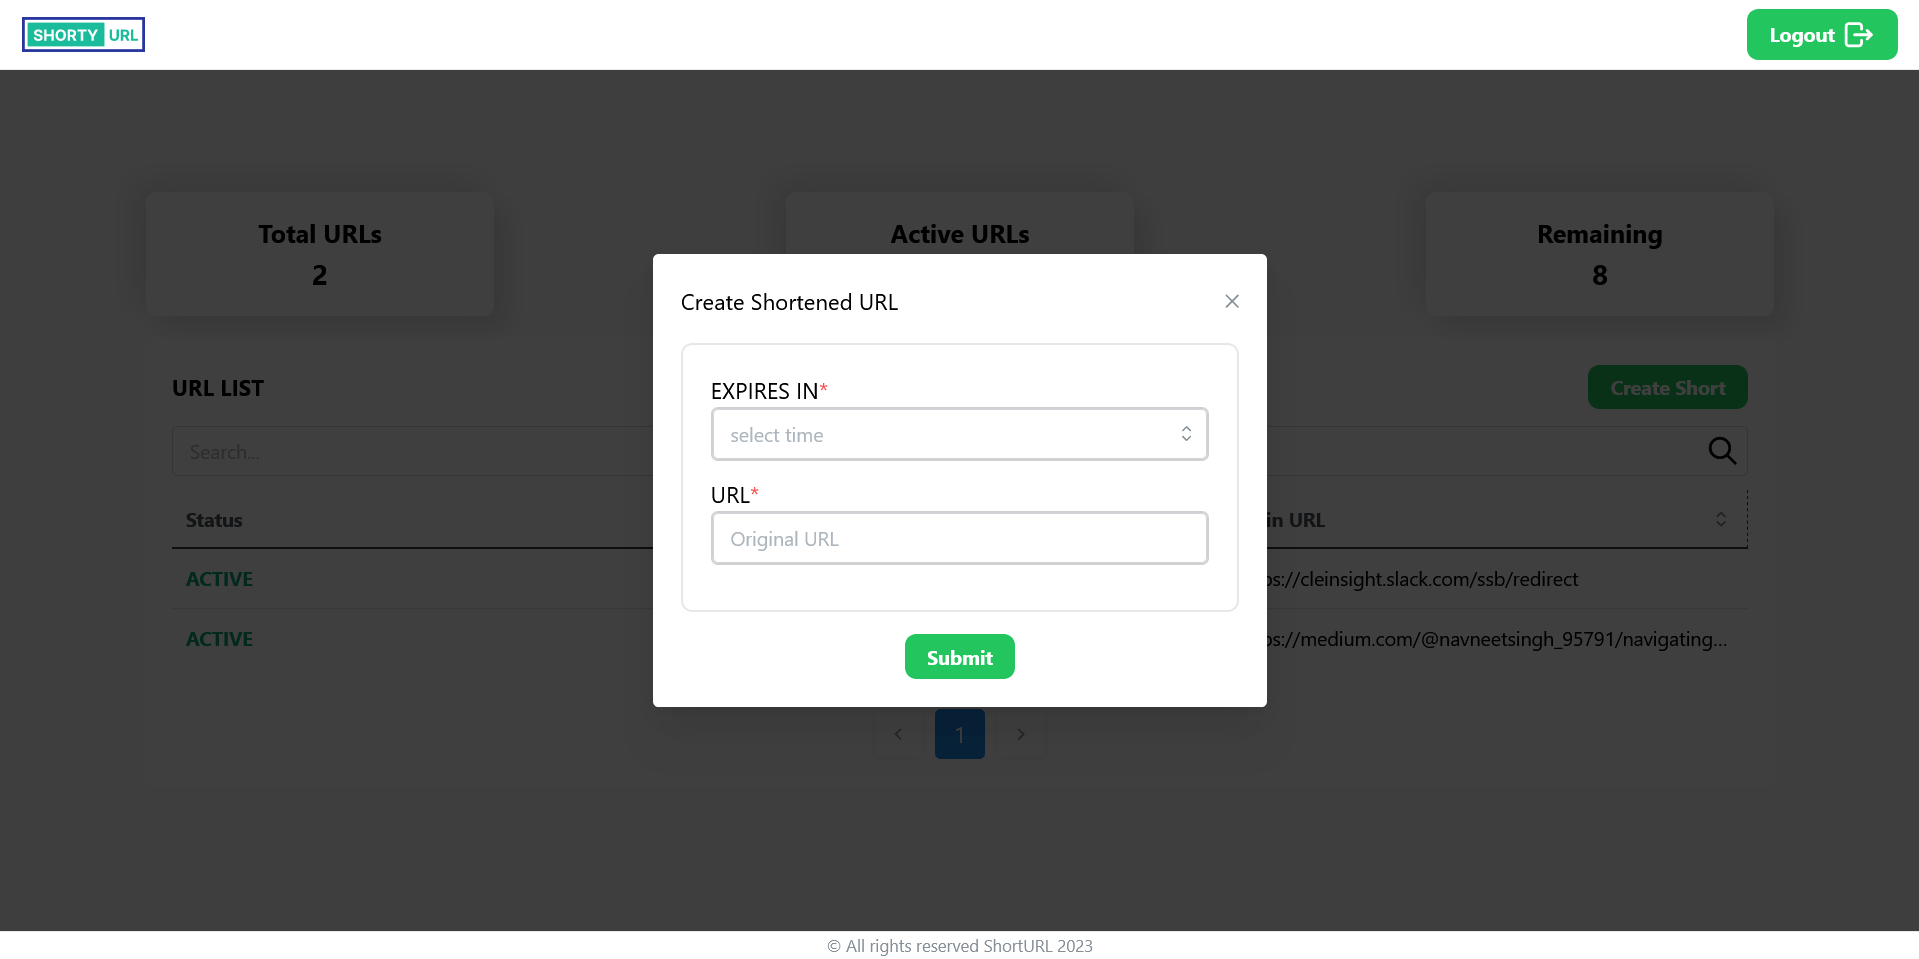 SHORTY URL
Logout
Total URLs
2
Active URLs
Remaining
8
Create Shortened URL
EXPIRES IN*
select time
URL*
Original URL
Submit
URL LIST
Create Short
Search...
Status
in URL
ACTIVE
ps://cleinsight.slack.com/ssb/redirect
ACTIVE
ps://medium.com/@navneetsingh_95791/navigating...
1
© All rights reserved ShortURL 2023